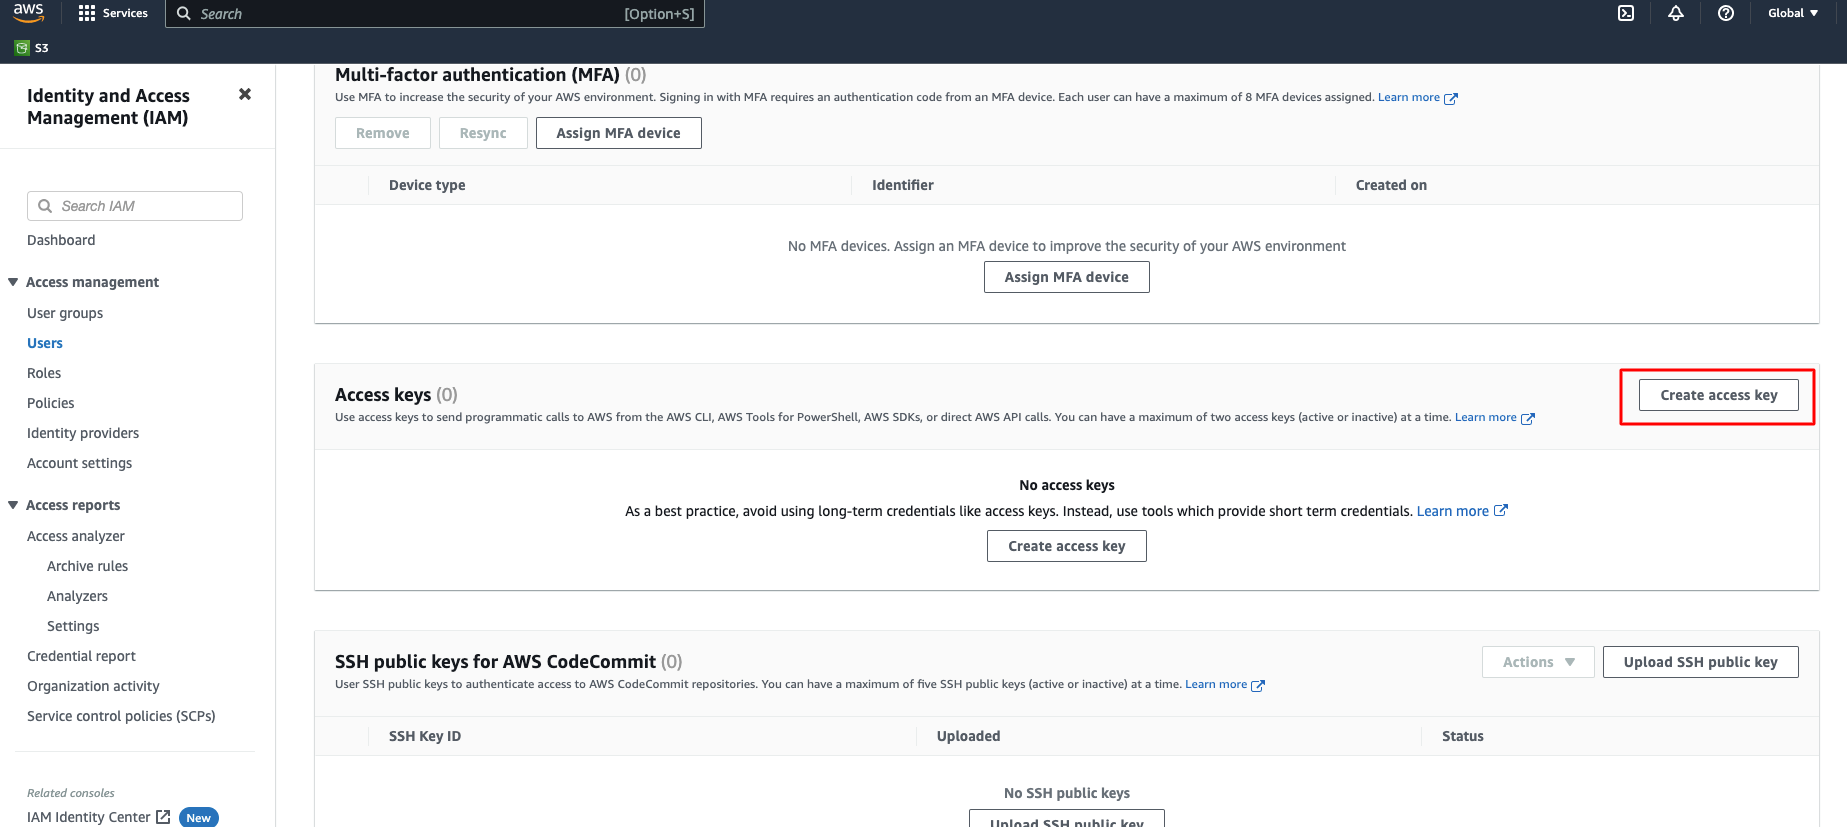 aws
Services
Search
[Option+S]
Global
S3
Identity and Access
Management (IAM)
Search IAM
Dashboard
Access management
User groups
Users
Roles
Policies
Identity providers
Account settings
Access reports
Access analyzer
Archive rules
Analyzers
Settings
Credential report
Organization activity
Service control policies (SCPs)
Related consoles
IAM Identity Center New
Multi-factor authentication (MFA) (0)
Use MFA to increase the security of your AWS environment. Signing in with MFA requires an authentication code from an MFA device. Each user can have a maximum of 8 MFA devices assigned. Learn more
Remove Resync Assign MFA device
Device type Identifier Created on
No MFA devices. Assign an MFA device to improve the security of your AWS environment
Assign MFA device
Access keys (0)
Create access key
Use access keys to send programmatic calls to AWS from the AWS CLI, AWS Tools for PowerShell, AWS SDKs, or direct AWS API calls. You can have a maximum of two access keys (active or inactive) at a time. Learn more
No access keys
As a best practice, avoid using long-term credentials like access keys. Instead, use tools which provide short term credentials. Learn more
Create access key
SSH public keys for AWS CodeCommit (0)
Actions Upload SSH public key
User SSH public keys to authenticate access to AWS CodeCommit repositories. You can have a maximum of five SSH public keys (active or inactive) at a time. Learn more
SSH Key ID Uploaded Status
No SSH public keys
Upload SSH public key